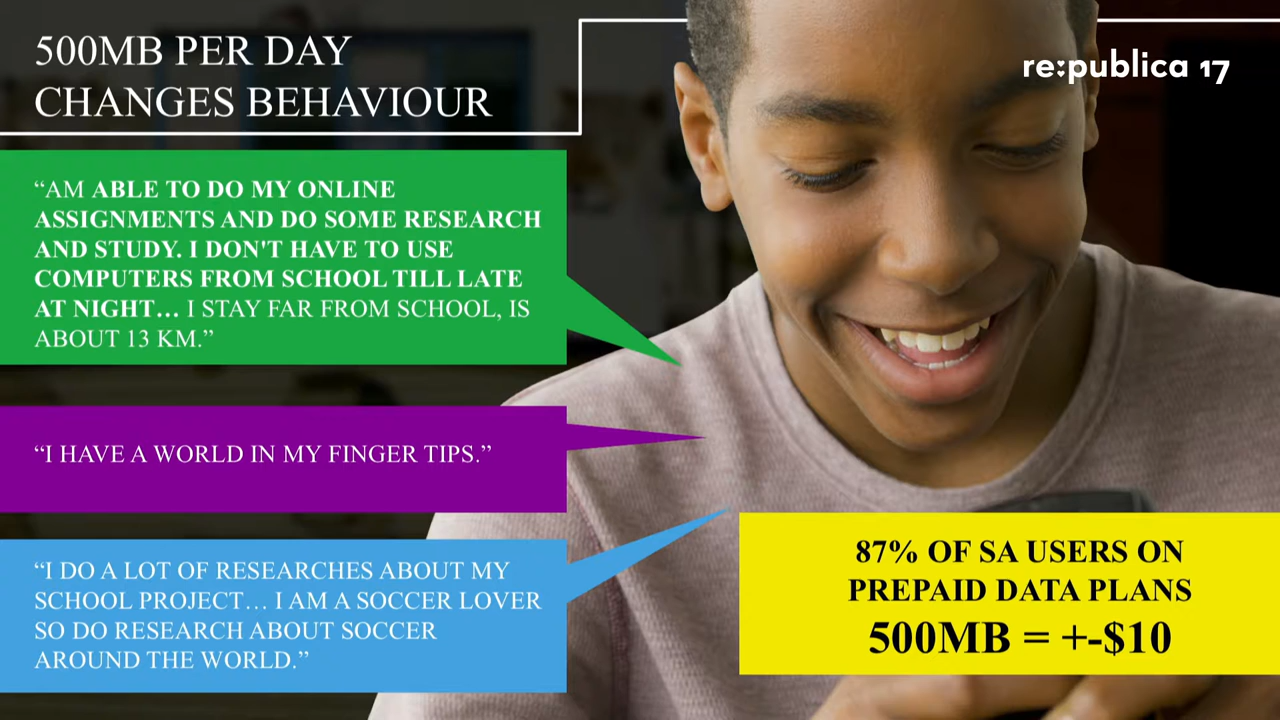 500MB PER DAY
CHANGES BEHAVIOUR
re:publica 17
“AM ABLE TO DO MY ONLINE
ASSIGNMENTS AND DO SOME RESEARCH
AND STUDY. I DON'T HAVE TO USE
COMPUTERS FROM SCHOOL TILL LATE
AT NIGHT… I STAY FAR FROM SCHOOL, IS
ABOUT 13 KM.”
“I HAVE A WORLD IN MY FINGER TIPS.”
“I DO A LOT OF RESEARCHES ABOUT MY
SCHOOL PROJECT… I AM A SOCCER LOVER
SO DO RESEARCH ABOUT SOCCER
AROUND THE WORLD.”
87% OF SA USERS ON
PREPAID DATA PLANS
500MB = +-$10